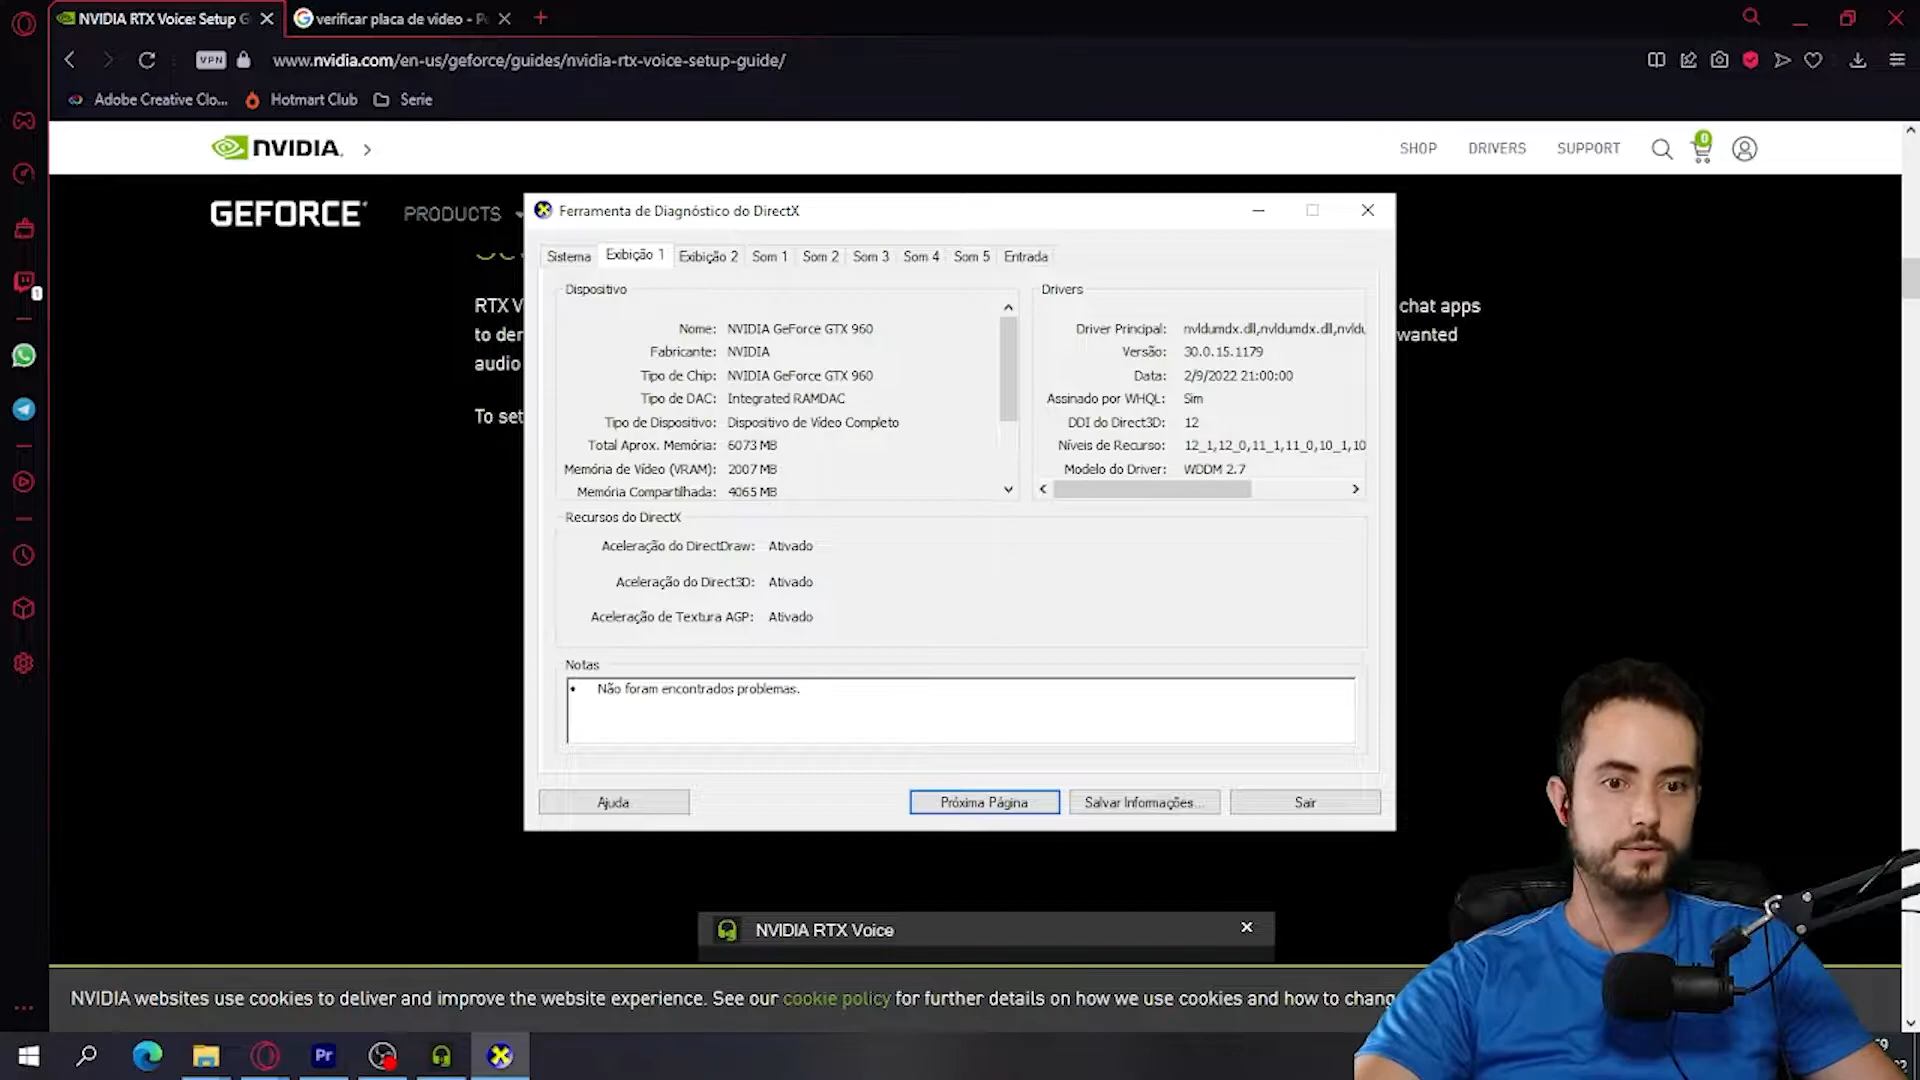 NVIDIA RTX Voice: Setup G
verificar placa de video - P
VPN
www.nvidia.com/en-us/geforce/guides/nvidia-rtx-voice-setup-guide/
Adobe Creative Clo...
Hotmart Club
Serie
NVIDIA.
SHOP
DRIVERS
SUPPORT
0
GEFORCE
PRODUCTS
Ferramenta de Diagnóstico do DirectX
Sistema
Exibição 1
Exibição 2
Som 1
Som 2
Som 3
Som 4
Som 5
Entrada
Dispositivo
Nome: NVIDIA GeForce GTX 960
Fabricante: NVIDIA
Tipo de Chip: NVIDIA GeForce GTX 960
Tipo de DAC: Integrated RAMDAC
Tipo de Dispositivo: Dispositivo de Vídeo Completo
Total Aprox. Memória: 6073 MB
Memória de Vídeo (VRAM): 2007 MB
Memória Compartilhada: 4065 MB
Drivers
Driver Principal: nvldumdx.dll,nvldumdx.dll,nvldu
Versão: 30.0.15.1179
Data: 2/9/2022 21:00:00
Assinado por WHQL: Sim
DDI do Direct3D: 12
Níveis de Recurso: 12_1,12_0,11_1,11_0,10_1,10
Modelo do Driver: WDDM 2.7
Recursos do DirectX
Aceleração do DirectDraw: Ativado
Aceleração do Direct3D: Ativado
Aceleração de Textura AGP: Ativado
Notas
• Não foram encontrados problemas.
Ajuda
Próxima Página
Salvar Informações...
Sair
RTX V
chat apps
to der
wanted
audio
To set
1
NVIDIA RTX Voice
NVIDIA websites use cookies to deliver and improve the website experience. See our cookie policy for further details on how we use cookies and how to chang
Pr